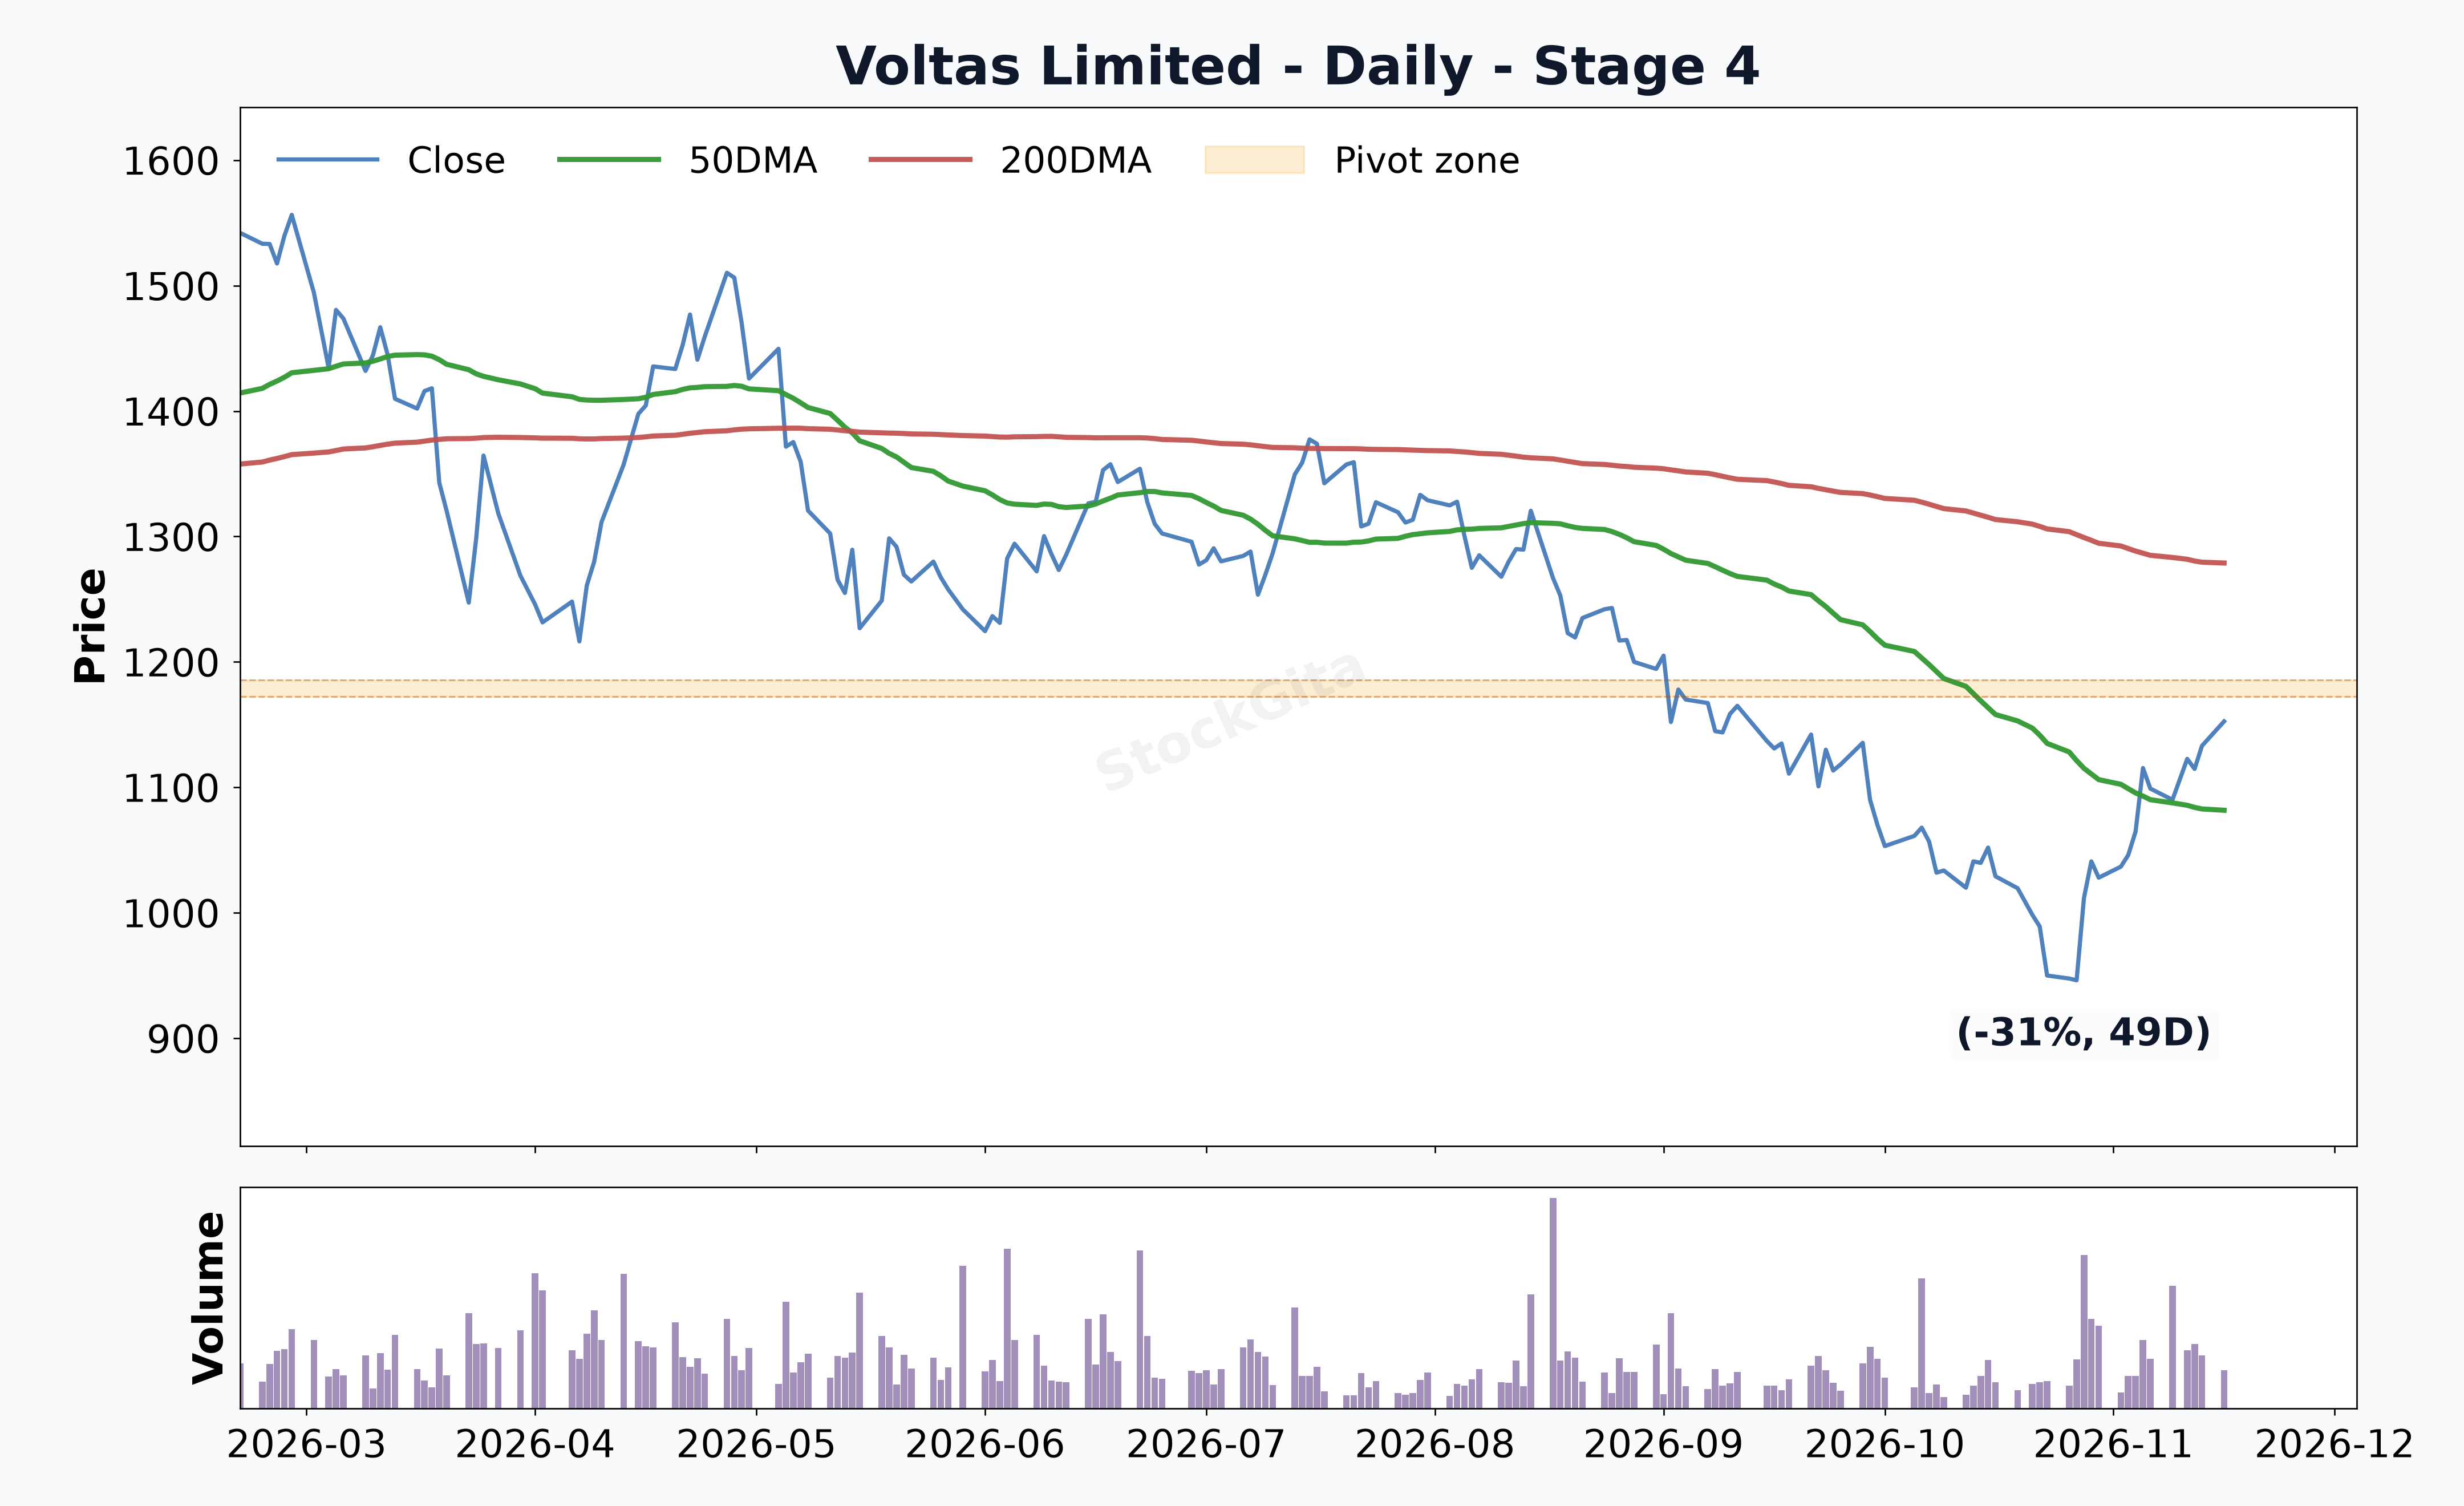 Voltas Limited - Daily - Stage 4
Close 50DMA 200DMA Pivot zone
Price
1600
1500
1400
1300
1200
1100
1000
900
StockGita
(-31%, 49D)
Volume
2026-03 2026-04 2026-05 2026-06 2026-07 2026-08 2026-09 2026-10 2026-11 2026-12